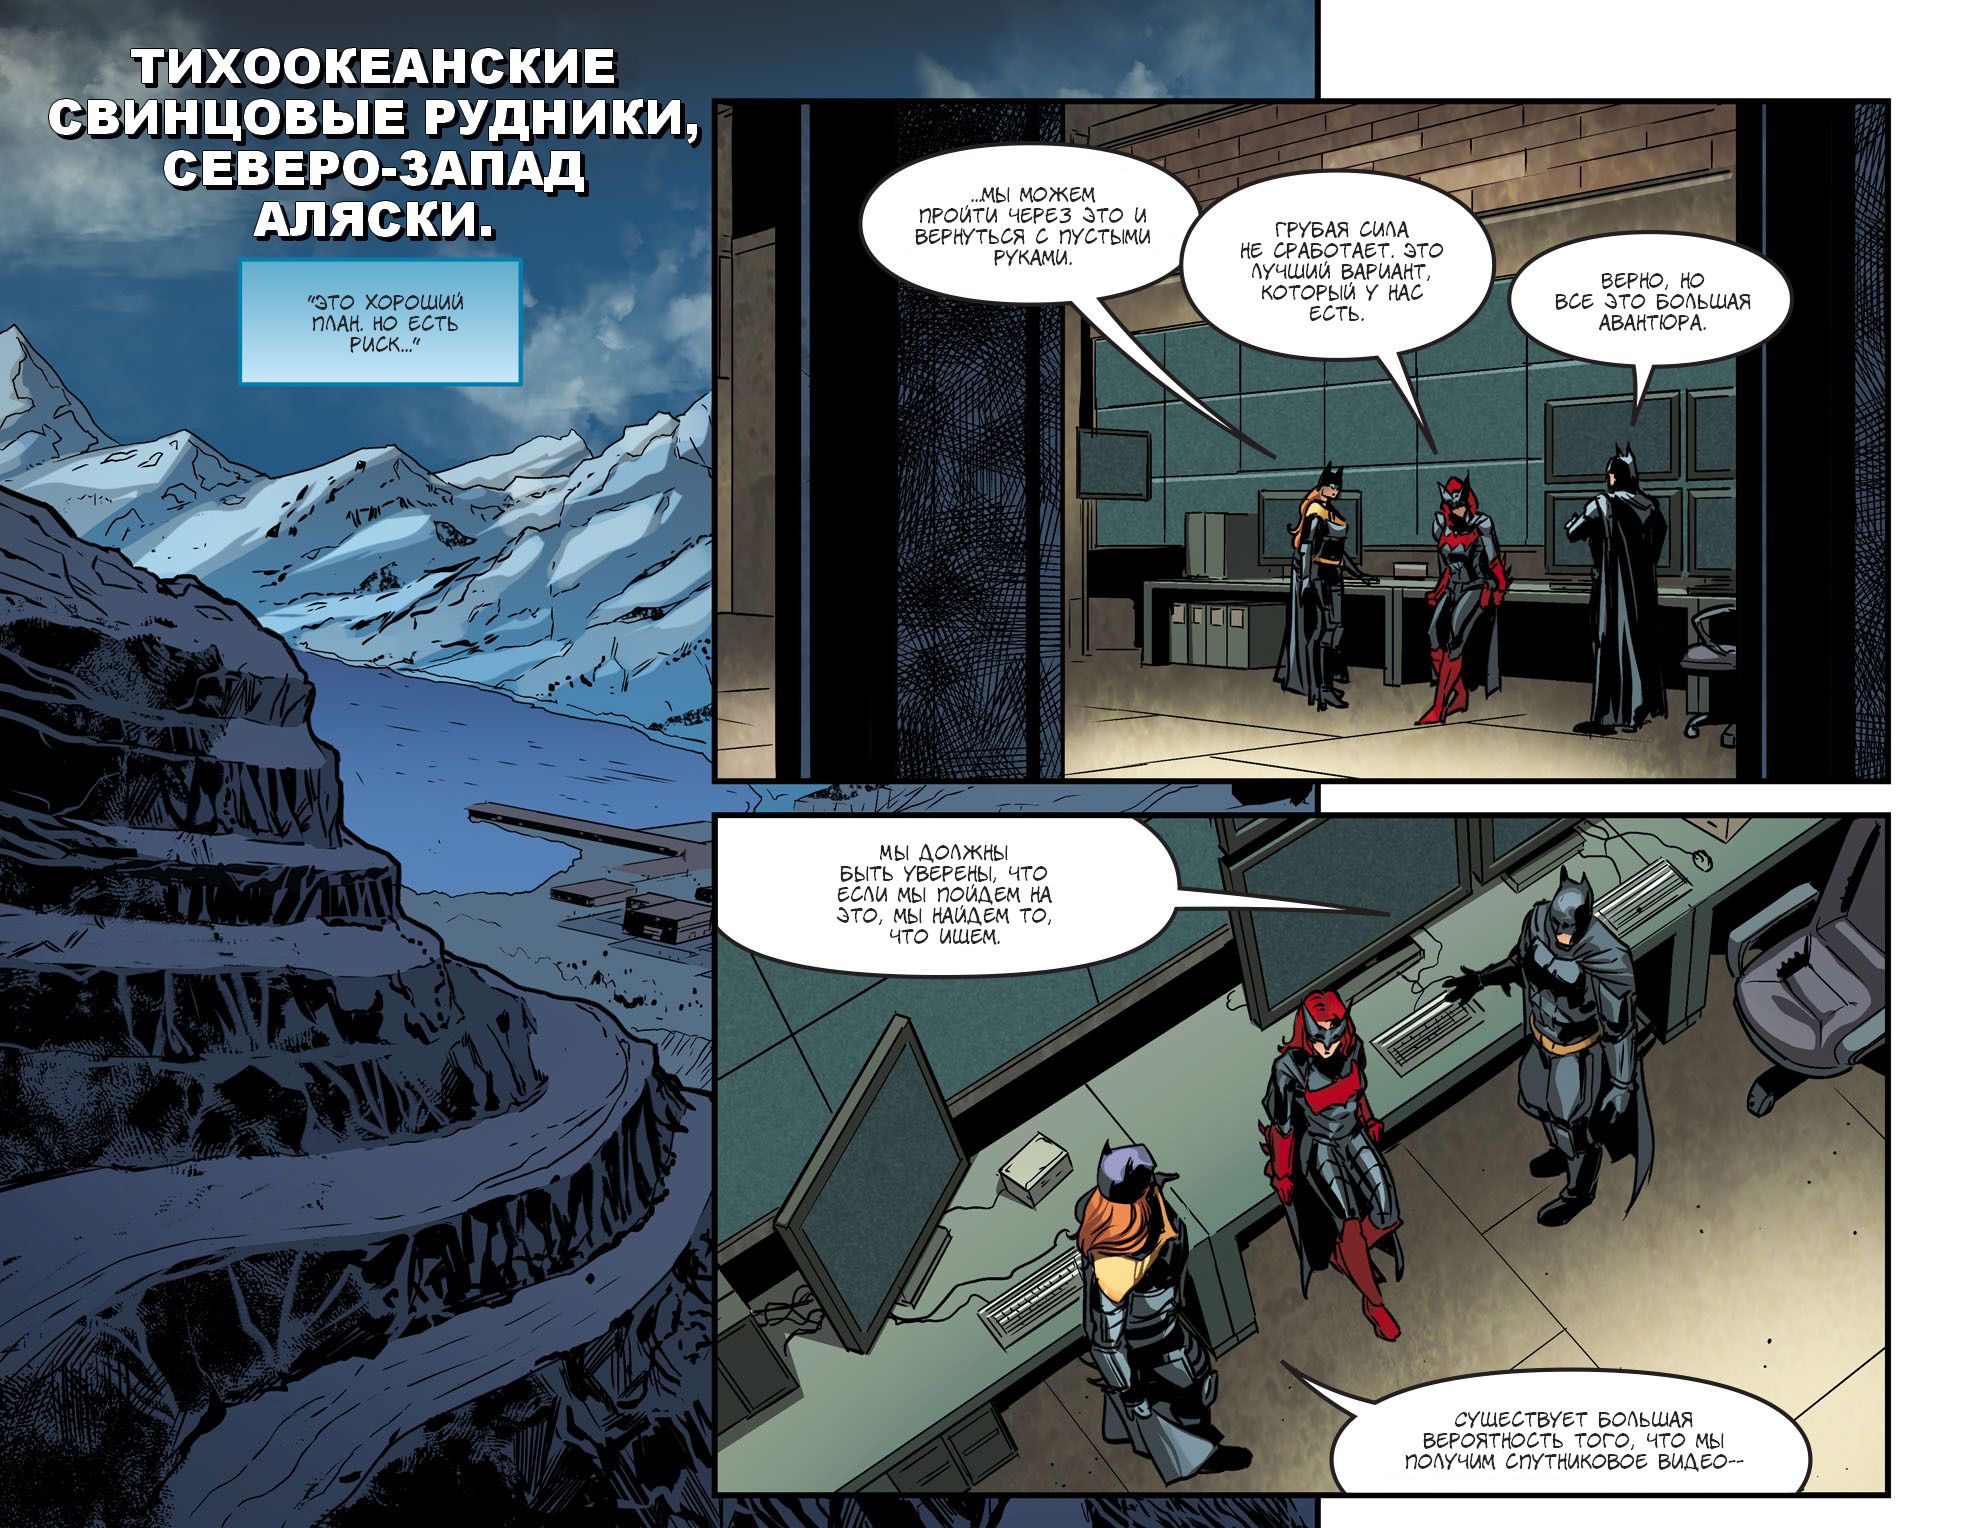 ТИХООКЕАНСКИЕ
СВИНЦОВЫЕ РУДНИКИ,
СЕВЕРО-ЗАПАД
АЛЯСКИ.
"ЭТО ХОРОШИЙ
ПЛАН. НО ЕСТЬ
РИСК..."
...МЫ МОЖЕМ
ПРОЙТИ ЧЕРЕЗ ЭТО И
ВЕРНУТЬСЯ С ПУСТЫМИ
РУКАМИ.
ГРУБАЯ СИЛА
НЕ СРАБОТАЕТ. ЭТО
ЛУЧШИЙ ВАРИАНТ,
КОТОРЫЙ У НАС
ЕСТЬ.
ВЕРНО, НО
ВСЕ ЭТО БОЛЬШАЯ
АВАНТЮРА.
МЫ ДОЛЖНЫ
БЫТЬ УВЕРЕНЫ, ЧТО
ЕСЛИ МЫ ПОЙДЕМ НА
ЭТО, МЫ НАЙДЕМ ТО,
ЧТО ИЩЕМ.
СУЩЕСТВУЕТ БОЛЬШАЯ
ВЕРОЯТНОСТЬ ТОГО, ЧТО МЫ
ПОЛУЧИМ СПУТНИКОВОЕ ВИДЕО--